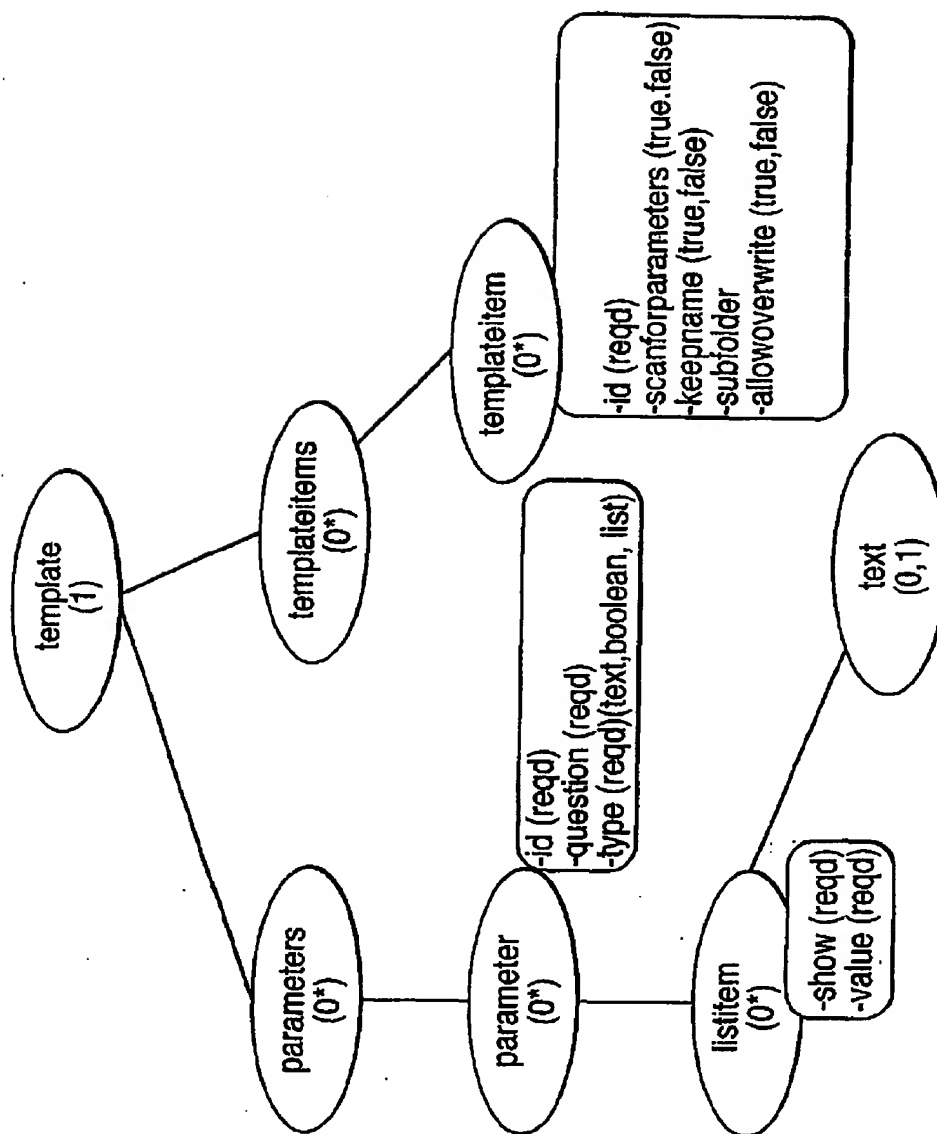 template
(1)
parameters
(0*)
templateitems
(0*)
parameter
(0*)
-id (reqd)
-question (reqd)
-type (reqd)(text,boolean, list)
templateitem
(0*)
-id (reqd)
-scanforparameters (true.false)
-keepname (true,false)
-subfolder
-allowoverwrite (true,false)
listitem
(0*)
-show (reqd)
-value (reqd)
text
(0,1)